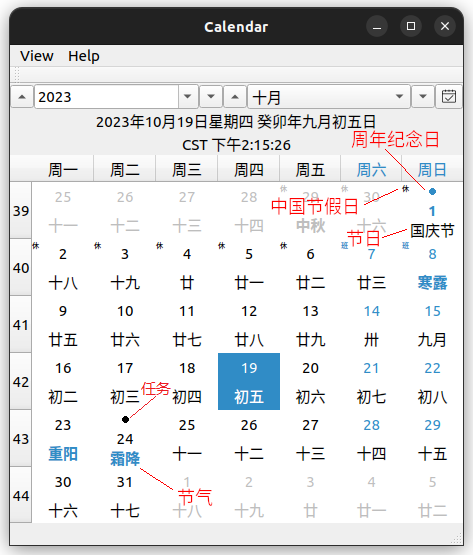 Calendar
View Help
2023 十月
2023年10月19日星期四 癸卯年九月初五日
CST 下午2:15:26
周年纪念日
周一 周二 周三 周四 周五 周六 周日
休 休 休
39 25 26 27 28 29 30 1
中国节假日
十一 十二 十三 十四 中秋 十六 国庆节
节日
休 休 休 休 休 班 班
40 2 3 4 5 6 7 8
十八 十九 廿 廿一 廿二 廿三 寒露
41 9 10 11 12 13 14 15
廿五 廿六 廿七 廿八 廿九 卅 九月
42 16 17 18 19 20 21 22
任务
初二 初三 初四 初五 初六 初七 初八
43 23 24 25 26 27 28 29
重阳 霜降 十一 十二 十三 十四 十五
节气
44 30 31 1 2 3 4 5
十六 十七 十八 十九 廿 廿一 廿二